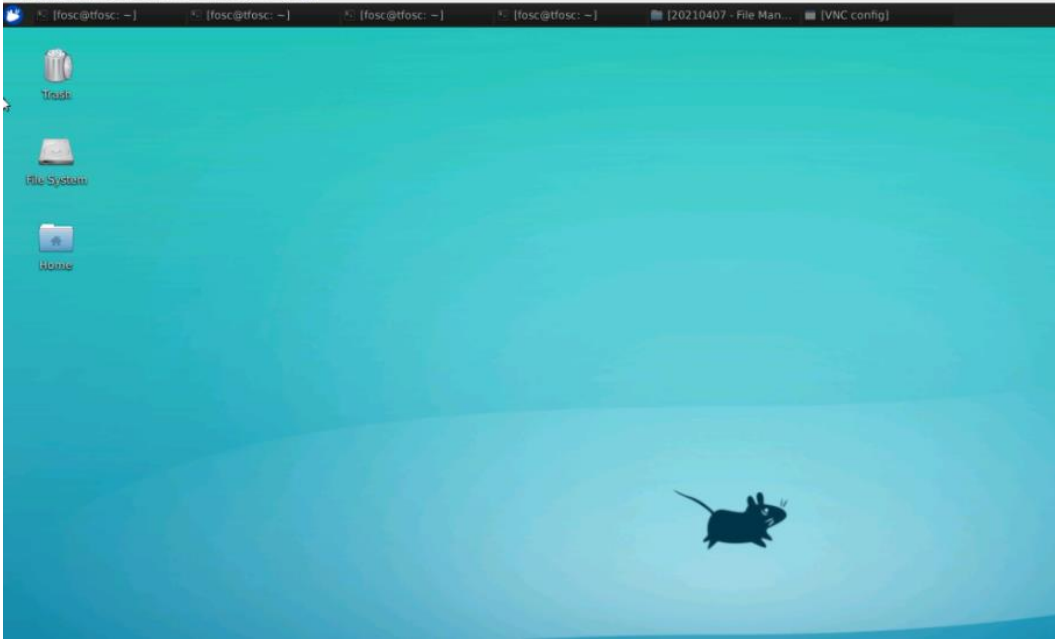 [fosc@tfosc: ~] [fosc@tfosc: ~] [fosc@tfosc: ~] [fosc@tfosc: ~] [20210407 - File Man... [VNC config]
Trash
File System
Home